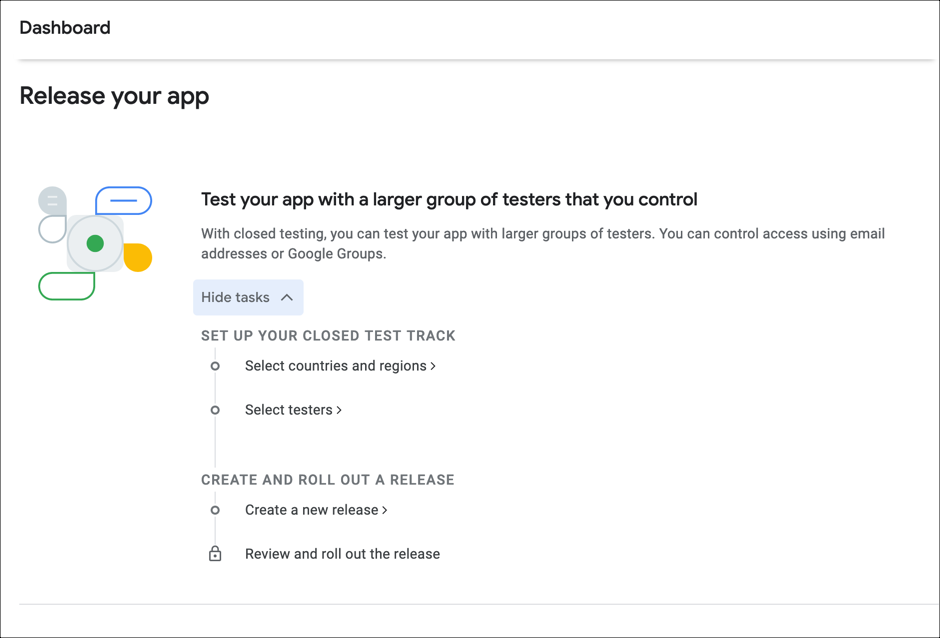 Dashboard
Release your app
Test your app with a larger group of testers that you control
With closed testing, you can test your app with larger groups of testers. You can control access using email
addresses or Google Groups.
Hide tasks
SET UP YOUR CLOSED TEST TRACK
Select countries and regions >
Select testers >
CREATE AND ROLL OUT A RELEASE
Create a new release >
Review and roll out the release